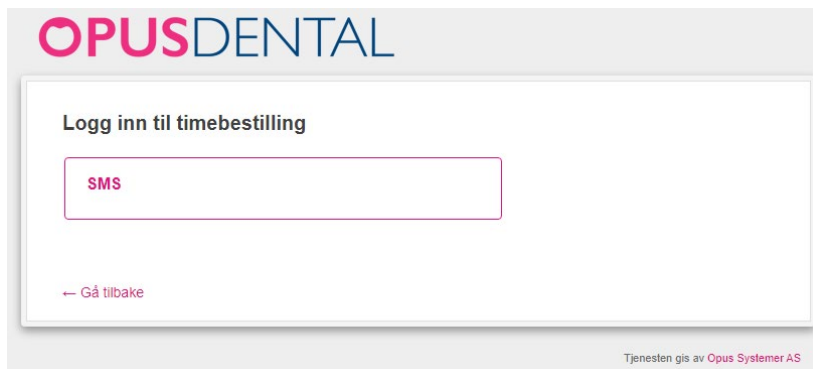 OPUSDENTAL
Logg inn til timebestilling
SMS
← Gå tilbake
Tjenesten gis av Opus Systemer AS